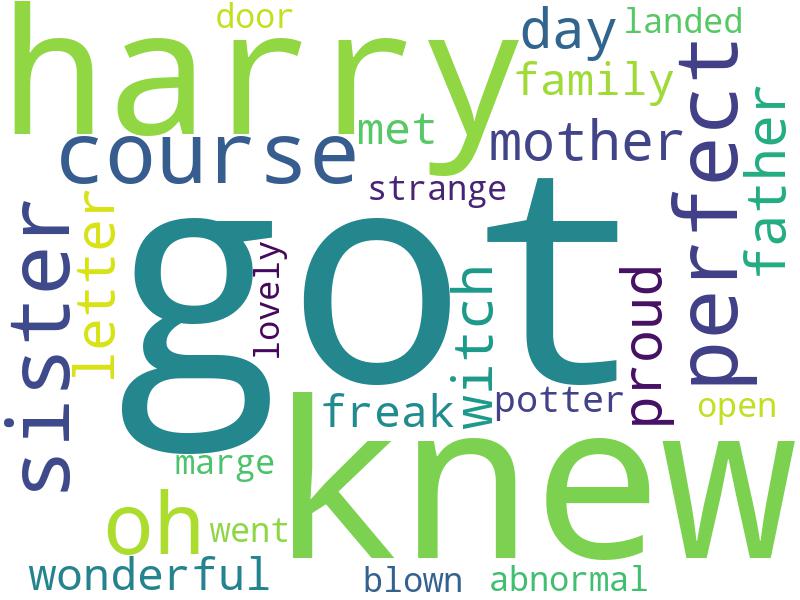 door
day
landed
harry
family
met
course
mother
perfect
father
strange
sister
letter
lovely
got
witch
proud
freak
potter
open
knew
marge
oh
went
wonderful
blown
abnormal